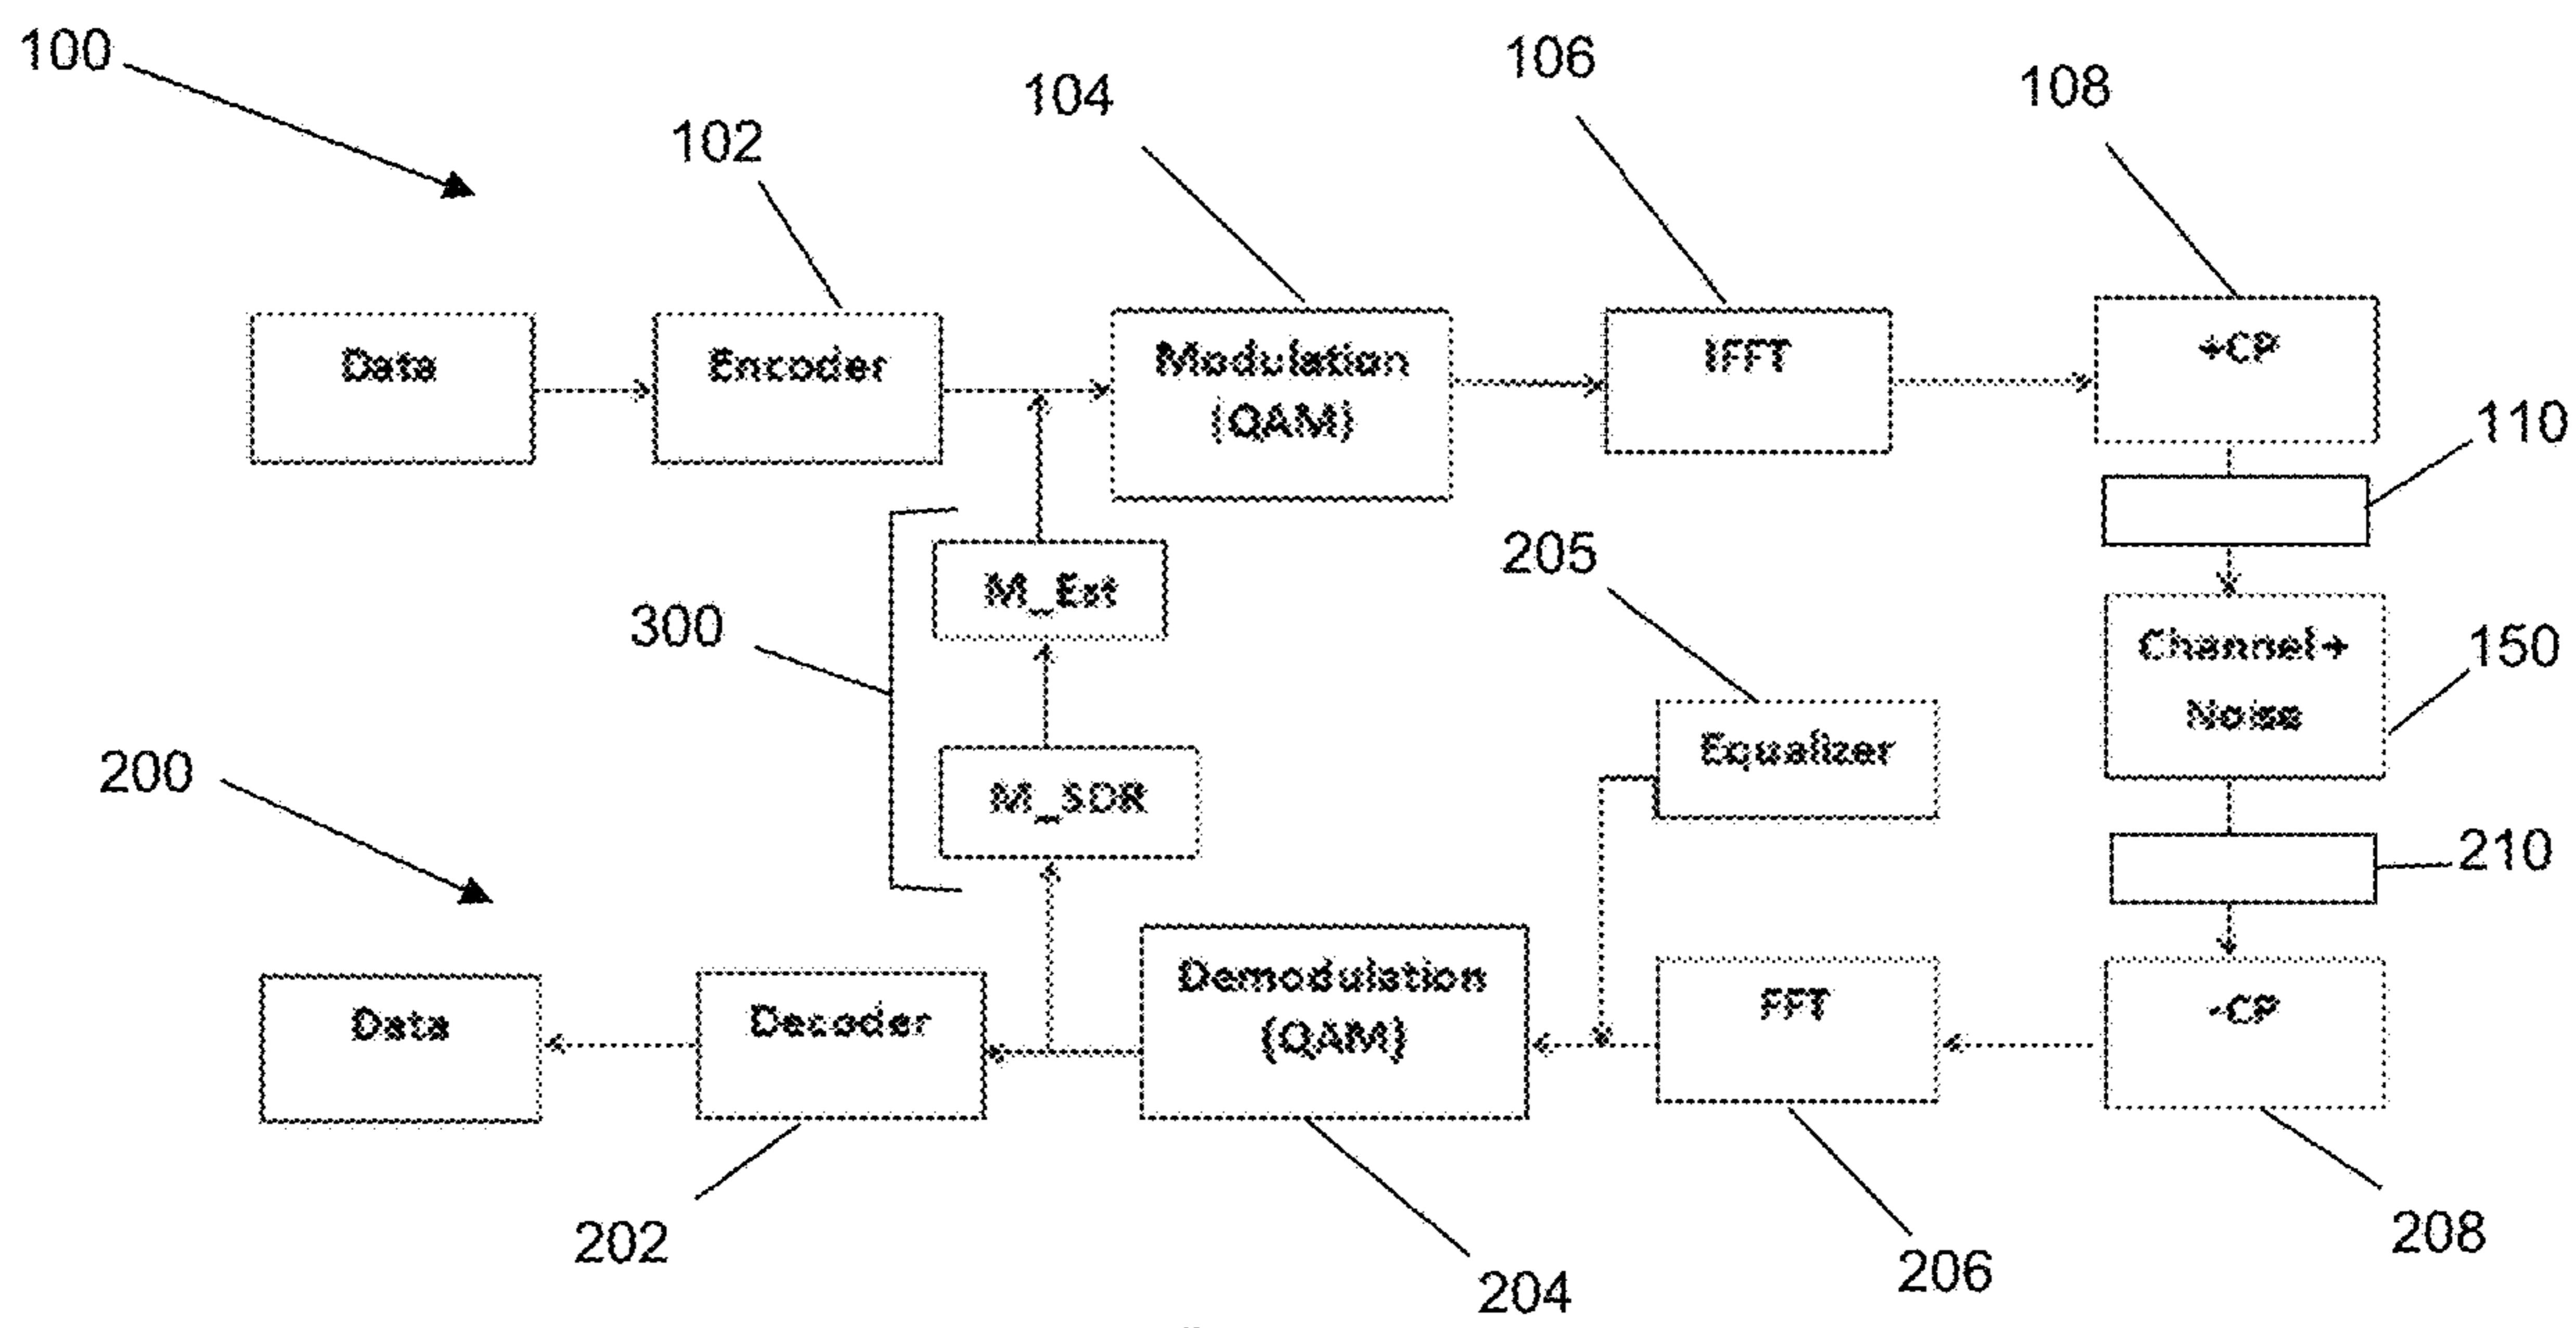 100
102
104
106
108
Data
Encoder
Modulation
(QAM)
IFFT
+CP
110
M_Ext
300
205
Channel+
Noise
150
200
M_SDR
Equalizer
210
Data
Decoder
Demodulation
(QAM)
FFT
-CP
202
204
206
208